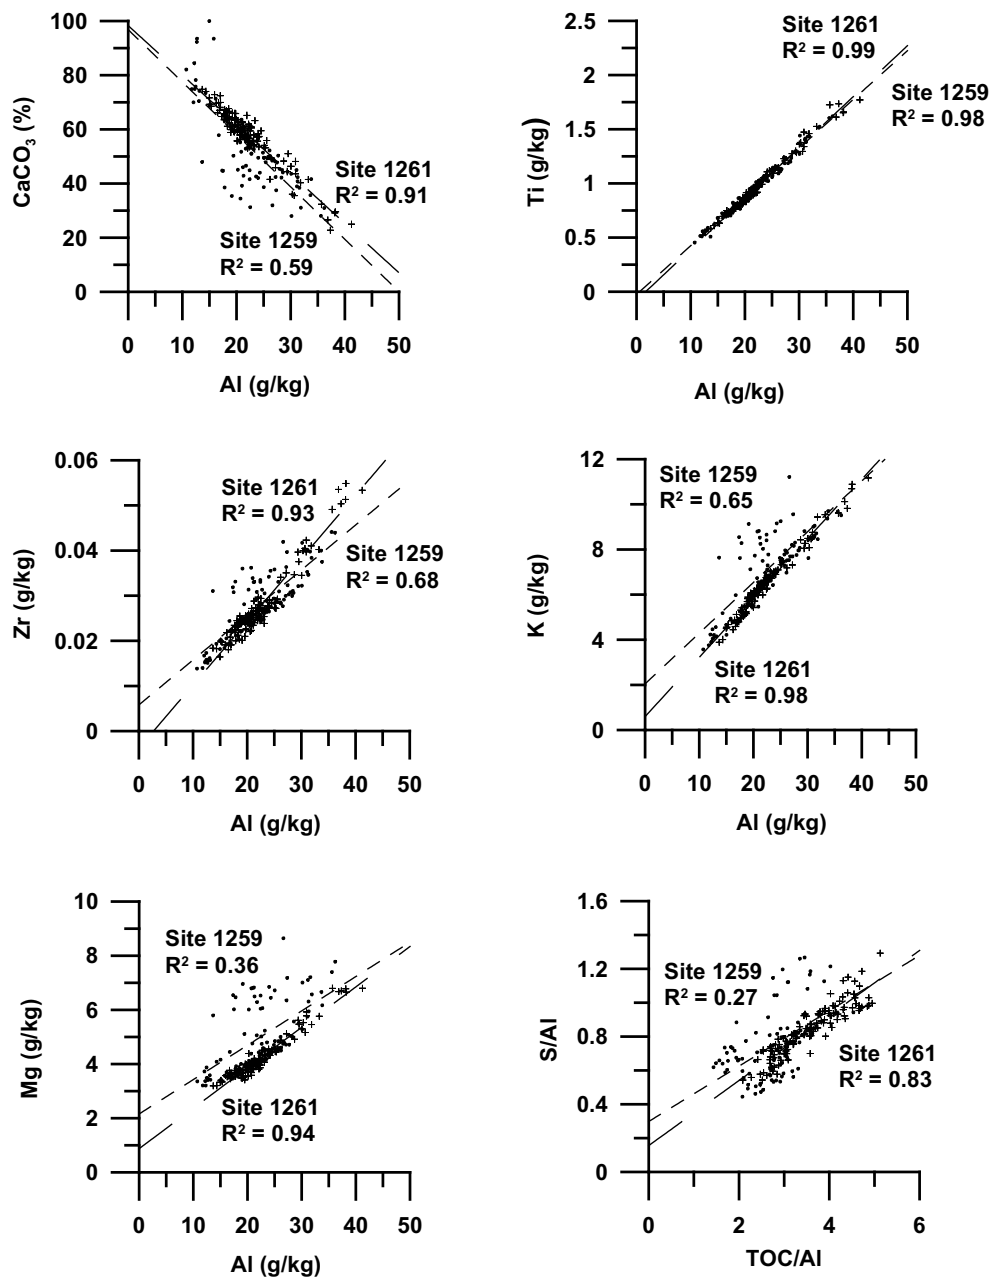 100
80
60
40
20
0
CaCO₃ (%)
Site 1261
R² = 0.91
Site 1259
R² = 0.59
0 10 20 30 40 50
Al (g/kg)
2.5
2
1.5
1
0.5
0
Ti (g/kg)
Site 1261
R² = 0.99
Site 1259
R² = 0.98
0 10 20 30 40 50
Al (g/kg)
0.06
0.04
0.02
0
Zr (g/kg)
Site 1261
R² = 0.93
Site 1259
R² = 0.68
0 10 20 30 40 50
Al (g/kg)
12
8
4
0
K (g/kg)
Site 1259
R² = 0.65
Site 1261
R² = 0.98
0 10 20 30 40 50
Al (g/kg)
10
8
6
4
2
0
Mg (g/kg)
Site 1259
R² = 0.36
Site 1261
R² = 0.94
0 10 20 30 40 50
Al (g/kg)
1.6
1.2
0.8
0.4
0
S/Al
Site 1259
R² = 0.27
Site 1261
R² = 0.83
0 2 4 6
TOC/Al